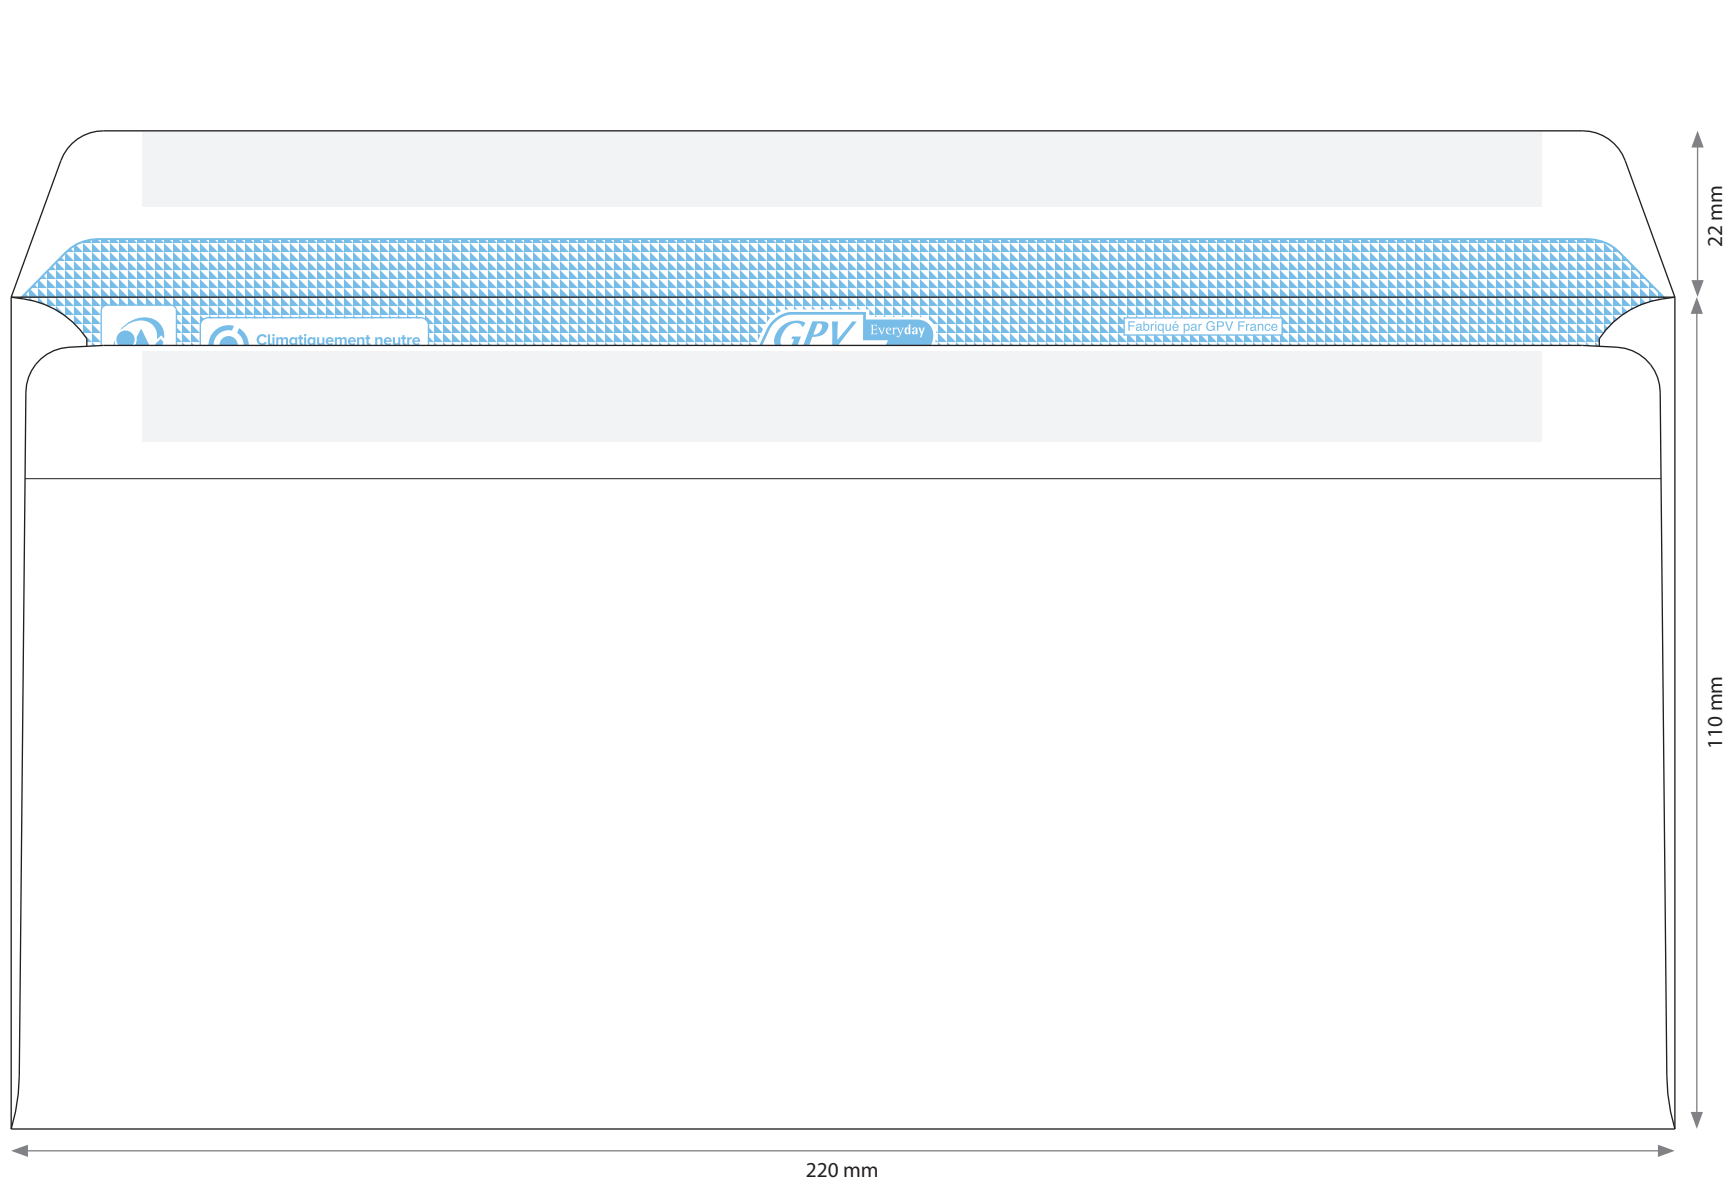 22 mm
Climatiquement neutre
GPV Everyday
Fabriqué par GPV France
110 mm
220 mm